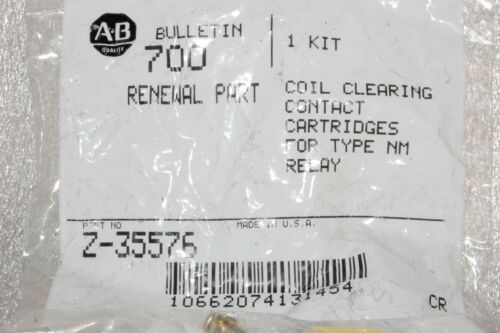 A-B
QUALITY
BULLETIN
700
RENEWAL PART
1 KIT
COIL CLEARING
CONTACT
CARTRIDGES
FOR TYPE NM
RELAY
PART NO
MADE IN U.S.A.
Z-35576
10662074131454
CR